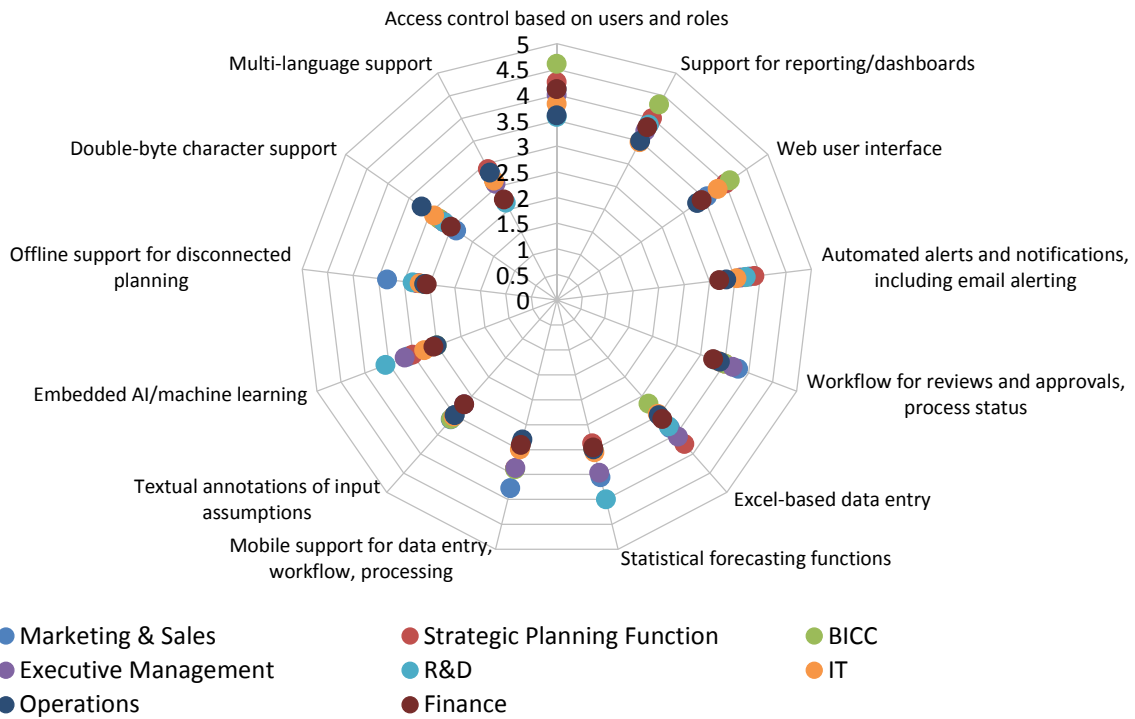 Access control based on users and roles
Multi-language support
Support for reporting/dashboards
Double-byte character support
Web user interface
Offline support for disconnected
planning
Automated alerts and notifications,
including email alerting
Embedded AI/machine learning
Workflow for reviews and approvals,
process status
Textual annotations of input
assumptions
Excel-based data entry
Mobile support for data entry,
workflow, processing
Statistical forecasting functions
5
4.5
4
3.5
3
2.5
2
1.5
1
0.5
0
Marketing & Sales
Strategic Planning Function
BICC
Executive Management
R&D
IT
Operations
Finance